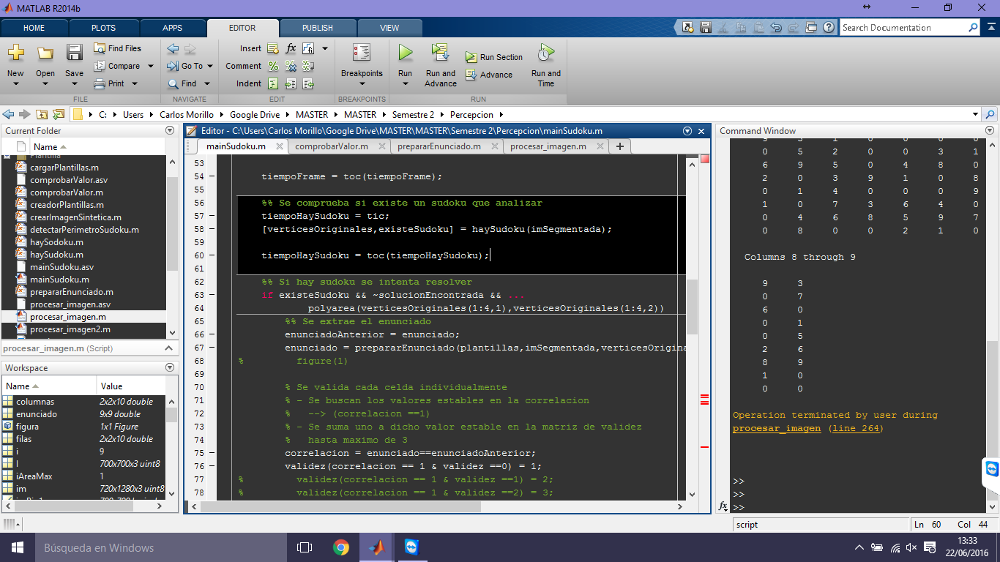 MATLAB R2014b
HOME PLOTS APPS EDITOR PUBLISH VIEW
Search Documentation
New Open Save Find Files Compare Print
Go To Find
Insert fx
Comment
Indent
Breakpoints
Run Run and Advance Run Section Advance Run and Time
FILE NAVIGATE EDIT BREAKPOINTS RUN
C: Users Carlos Morillo Google Drive MASTER MASTER Semestre 2 Percepcion
Current Folder
Name
Plantilla
cargarPlantillas.m
comprobarValor.asv
comprobarValor.m
creadorPlantillas.m
crearImagenSintetica.m
detectarPerimetroSudoku.m
haySodoku.m
haySudoku.m
mainSudoku.asv
mainSudoku.m
prepararEnunciado.m
procesar_imagen.asv
procesar_imagen.m
procesar_imagen2.m
procesar_imagen.m (Script)
Workspace
Name Value
columnas 2x2x10 double
enunciado 9x9 double
figura 1x1 Figure
filas 2x2x10 double
i 9
I 700x700x3 uint8
iAreaMax 1
im 720x1280x3 uint8
Editor - C:\Users\Carlos Morillo\Google Drive\MASTER\MASTER\Semestre 2\Percepcion\mainSudoku.m
mainSudoku.m comprobarValor.m prepararEnunciado.m procesar_imagen.m
53
54 – tiempoFrame = toc(tiempoFrame);
55
56 %% Se comprueba si existe un sudoku que analizar
57 – tiempoHaySudoku = tic;
58 – [verticesOriginales,existeSudoku] = haySudoku(imSegmentada);
60 – tiempoHaySudoku = toc(tiempoHaySudoku);
61
62 %% Si hay sudoku se intenta resolver
63 – if existeSudoku && ~solucionEncontrada && ...
64 polyarea(verticesOriginales(1:4,1),verticesOriginales(1:4,2))
65 %% Se extrae el enunciado
66 – enunciadoAnterior = enunciado;
67 – enunciado = prepararEnunciado(plantillas,imSegmentada,verticesOrigina
68 % figure(1)
69
70 % Se valida cada celda individualmente
71 % - Se buscan los valores estables en la correlacion
72 % --> (correlacion ==1)
73 % - Se suma uno a dicho valor estable en la matriz de validez
74 % hasta maximo de 3
75 – correlacion = enunciado==enunciadoAnterior;
76 – validez(correlacion == 1 & validez ==0) = 1;
77 % validez(correlacion == 1 & validez ==1) = 2;
78 % validez(correlacion == 1 & validez ==2) = 3;
Command Window
9 3 1 0 0 0 0
0 5 2 0 0 3 1
6 9 5 0 4 8 0
2 0 3 9 1 0 8
0 1 4 0 0 0 9
1 0 7 3 6 4 0
0 4 6 8 5 9 7
0 8 0 0 2 1 0
Columns 8 through 9
9 3
0 7
6 0
0 1
0 5
2 6
8 9
1 0
0 0
Operation terminated by user during
procesar_imagen (line 264)
>>
>>
fx >>
script Ln 60 Col 44
Búsqueda en Windows
13:33
22/06/2016